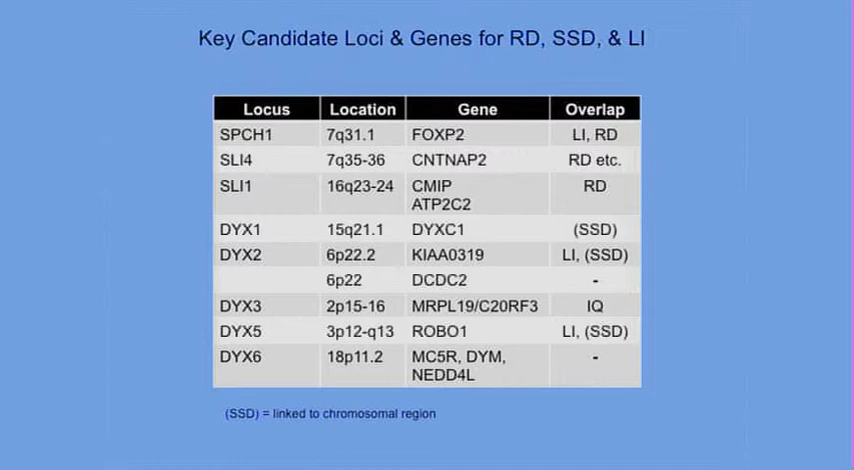 Key Candidate Loci & Genes for RD, SSD, & LI
Locus Location Gene Overlap
SPCH1 7q31.1 FOXP2 LI, RD
SLI4 7q35-36 CNTNAP2 RD etc.
SLI1 16q23-24 CMIP RD
ATP2C2
DYX1 15q21.1 DYXC1 (SSD)
DYX2 6p22.2 KIAA0319 LI, (SSD)
6p22 DCDC2 -
DYX3 2p15-16 MRPL19/C20RF3 IQ
DYX5 3p12-q13 ROBO1 LI, (SSD)
DYX6 18p11.2 MC5R, DYM, -
NEDD4L
(SSD) = linked to chromosomal region